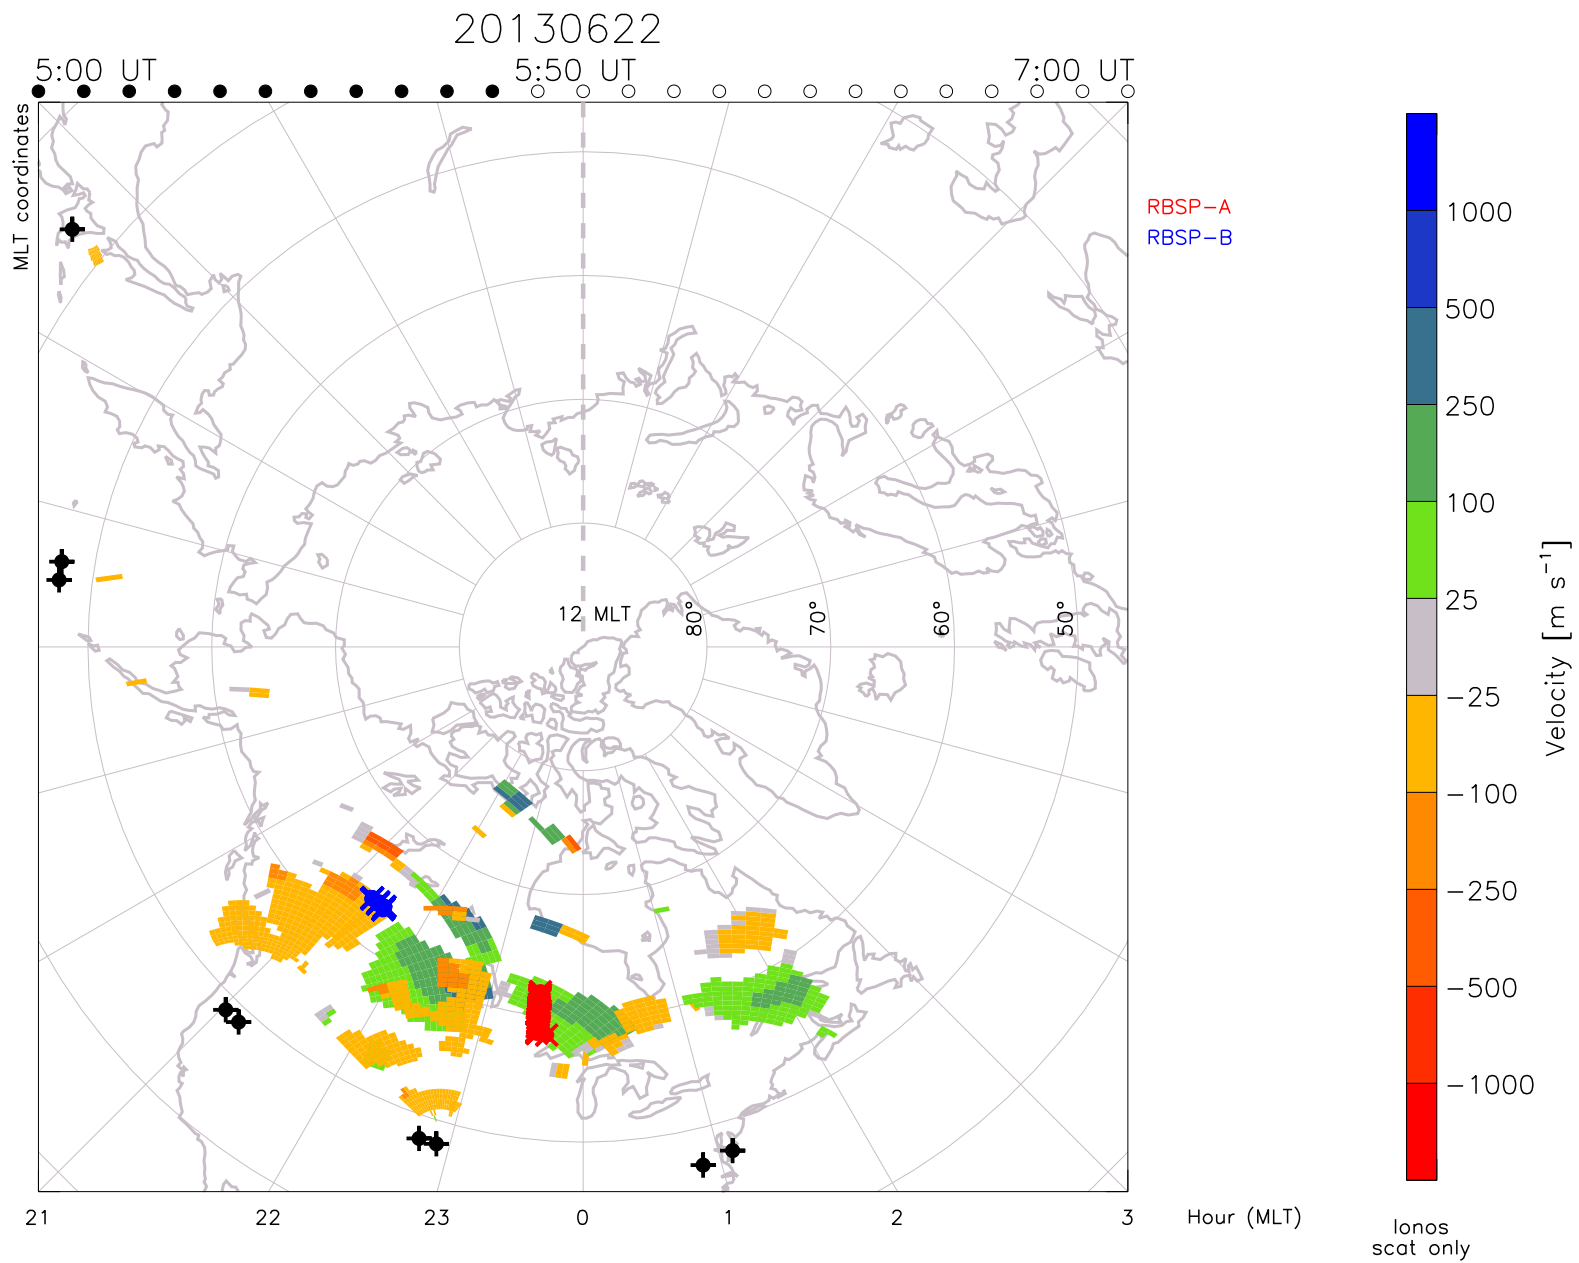 20130622
5:00 UT 5:50 UT 7:00 UT
MLT coordinates
RBSP-A
RBSP-B
12 MLT
80° 70° 60° 50°
21 22 23 0 1 2 3 Hour (MLT)
1000
500
250
100
25
-25
-100
-250
-500
-1000
Velocity [m s⁻¹]
Ionos
scat only